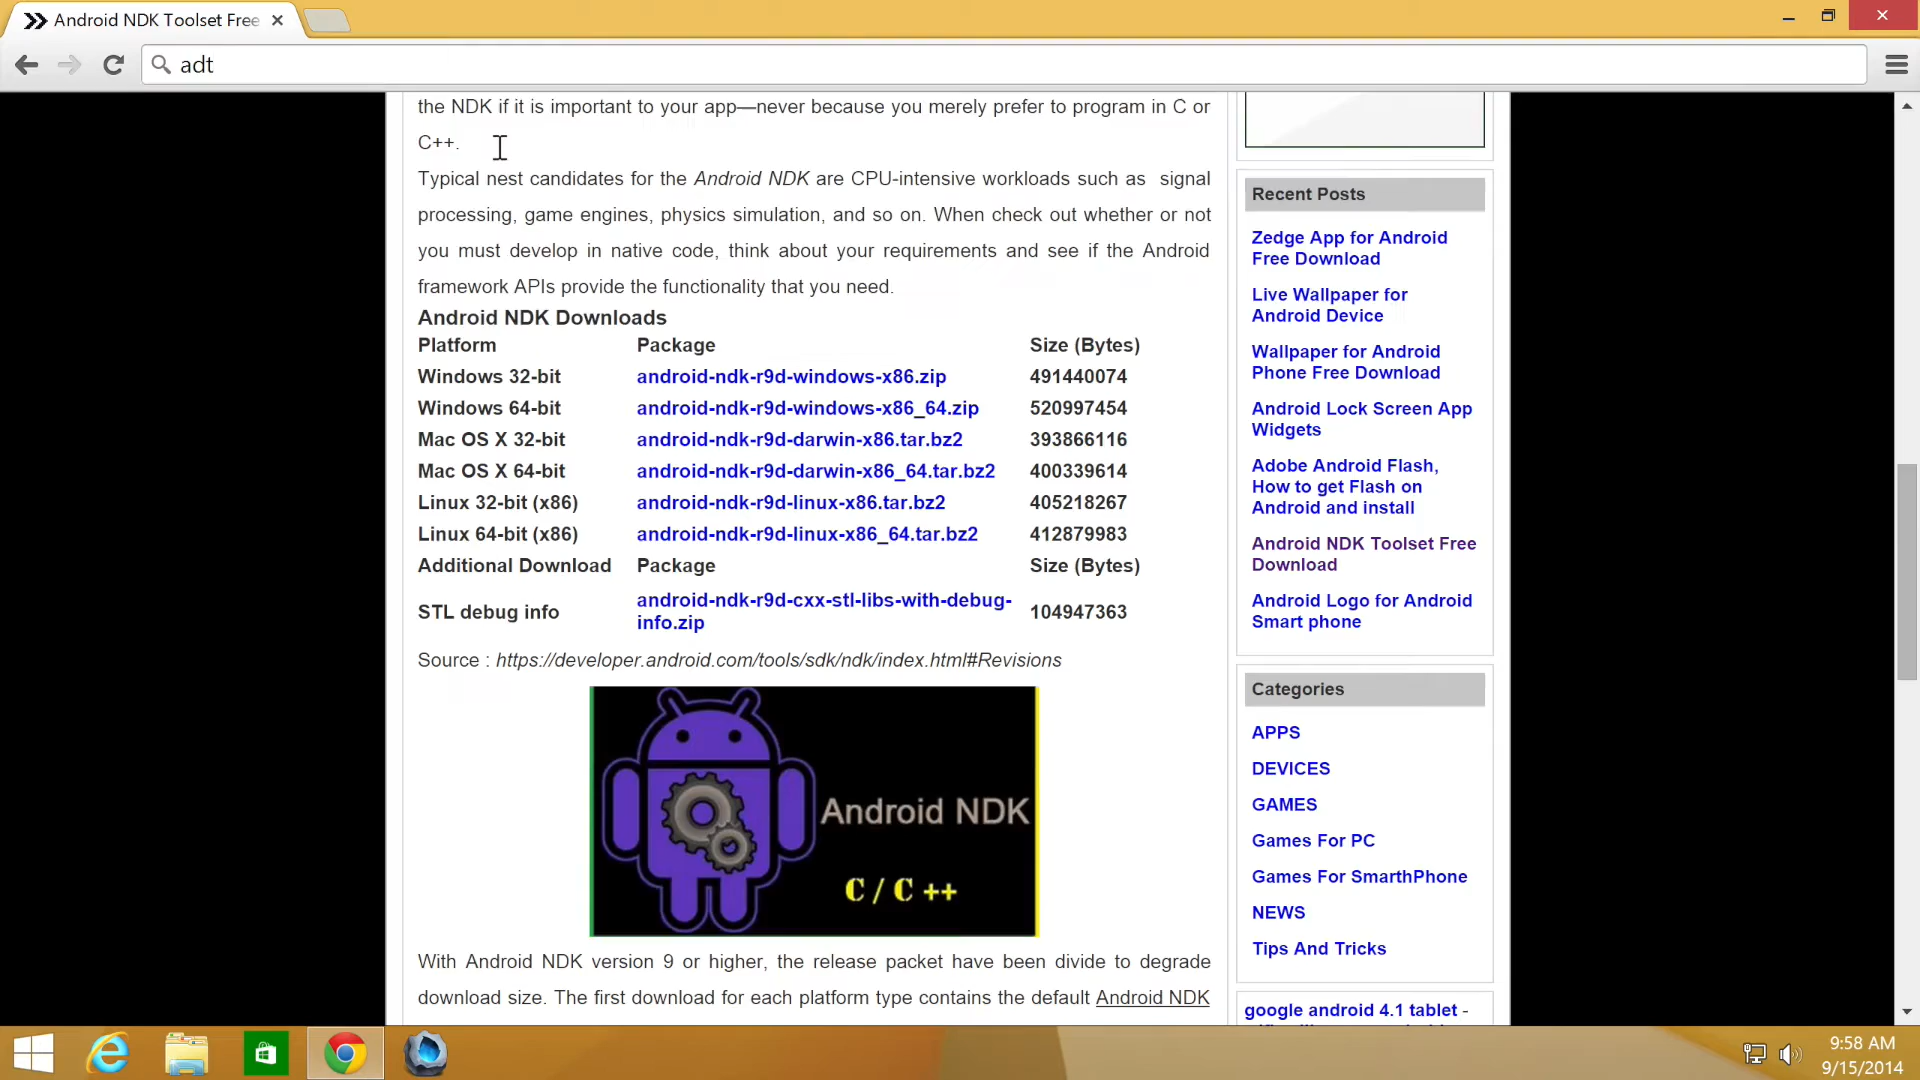 Android NDK Toolset Free
adt
the NDK if it is important to your app—never because you merely prefer to program in C or
C++.
Typical nest candidates for the Android NDK are CPU-intensive workloads such as signal
processing, game engines, physics simulation, and so on. When check out whether or not
you must develop in native code, think about your requirements and see if the Android
framework APIs provide the functionality that you need.
Android NDK Downloads
Platform Package Size (Bytes)
Windows 32-bit android-ndk-r9d-windows-x86.zip 491440074
Windows 64-bit android-ndk-r9d-windows-x86_64.zip 520997454
Mac OS X 32-bit android-ndk-r9d-darwin-x86.tar.bz2 393866116
Mac OS X 64-bit android-ndk-r9d-darwin-x86_64.tar.bz2 400339614
Linux 32-bit (x86) android-ndk-r9d-linux-x86.tar.bz2 405218267
Linux 64-bit (x86) android-ndk-r9d-linux-x86_64.tar.bz2 412879983
Additional Download Package Size (Bytes)
STL debug info android-ndk-r9d-cxx-stl-libs-with-debug-
info.zip 104947363
Source : https://developer.android.com/tools/sdk/ndk/index.html#Revisions
Android NDK
C / C ++
With Android NDK version 9 or higher, the release packet have been divide to degrade
download size. The first download for each platform type contains the default Android NDK
Recent Posts
Zedge App for Android
Free Download
Live Wallpaper for
Android Device
Wallpaper for Android
Phone Free Download
Android Lock Screen App
Widgets
Adobe Android Flash,
How to get Flash on
Android and install
Android NDK Toolset Free
Download
Android Logo for Android
Smart phone
Categories
APPS
DEVICES
GAMES
Games For PC
Games For SmarthPhone
NEWS
Tips And Tricks
google android 4.1 tablet -
9:58 AM
9/15/2014